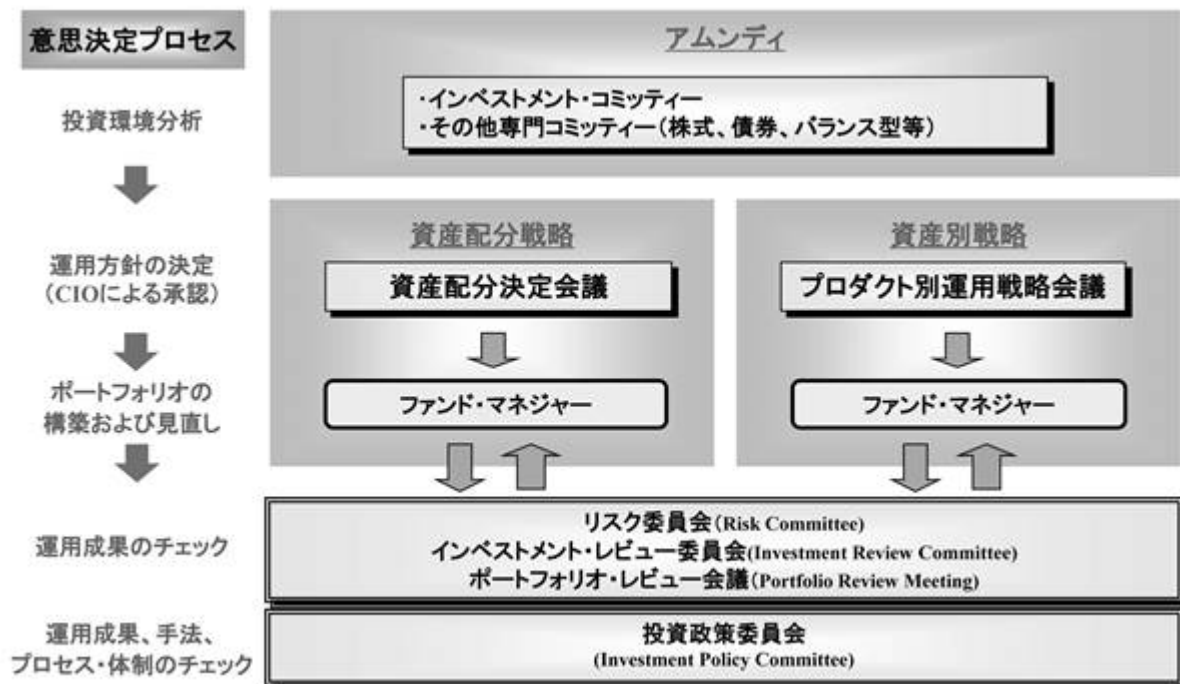 意思決定プロセス
アムンディ
・インベストメント・コミッティー
・その他専門コミッティー（株式、債券、バランス型等）
投資環境分析
資産配分戦略
資産別戦略
運用方針の決定
（CIOによる承認）
資産配分決定会議
プロダクト別運用戦略会議
ポートフォリオの
構築および見直し
ファンド・マネジャー
ファンド・マネジャー
運用成果のチェック
リスク委員会(Risk Committee)
インベストメント・レビュー委員会(Investment Review Committee)
ポートフォリオ・レビュー会議(Portfolio Review Meeting)
運用成果、手法、
プロセス・体制のチェック
投資政策委員会
(Investment Policy Committee)